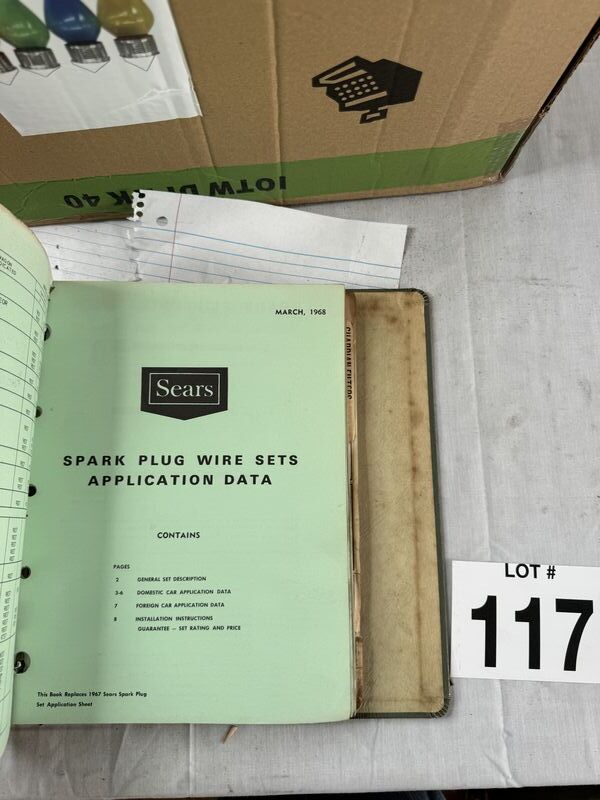 IOTW D
K 40
MARCH, 1968
Sears
SPARK PLUG WIRE SETS
APPLICATION DATA
CONTAINS
PAGES
2 GENERAL SET DESCRIPTION
3-6 DOMESTIC CAR APPLICATION DATA
7 FOREIGN CAR APPLICATION DATA
8 INSTALLATION INSTRUCTIONS
GUARANTEE — SET RATING AND PRICE
This Book Replaces 1967 Sears Spark Plug
Set Application Sheet
LOT #
117